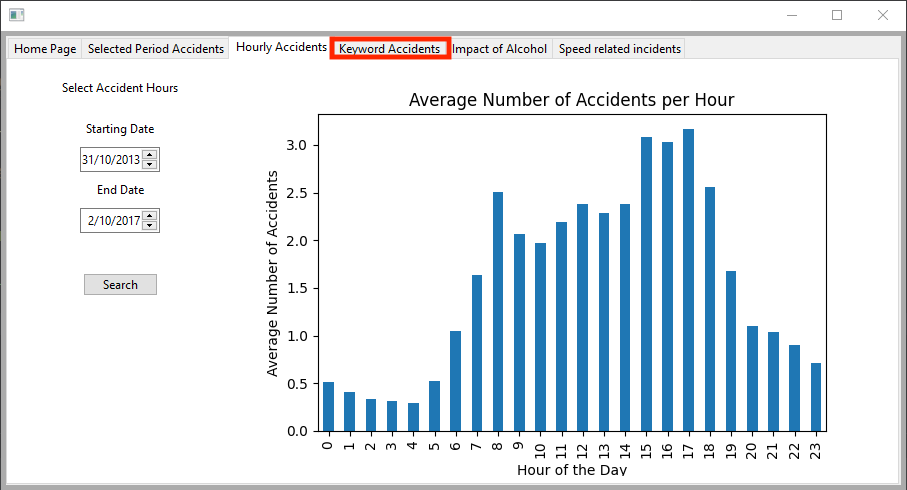 Home Page Selected Period Accidents Hourly Accidents Keyword Accidents Impact of Alcohol Speed related incidents
Select Accident Hours
Starting Date
31/10/2013
End Date
2/10/2017
Search
Average Number of Accidents per Hour
Average Number of Accidents
3.0
2.5
2.0
1.5
1.0
0.5
0.0
0 1 2 3 4 5 6 7 8 9 10 11 12 13 14 15 16 17 18 19 20 21 22 23
Hour of the Day